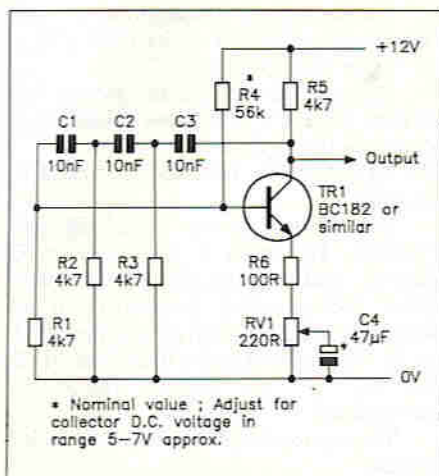 +12V
*
R4
56k
R5
4k7
C1
C2
C3
10nF
10nF
10nF
Output
TR1
BC182 or
similar
R2
4k7
R3
4k7
R6
100R
R1
4k7
RV1
220R
C4
47µF
+
0V
* Nominal value ; Adjust for
collector D.C. voltage in
range 5-7V approx.